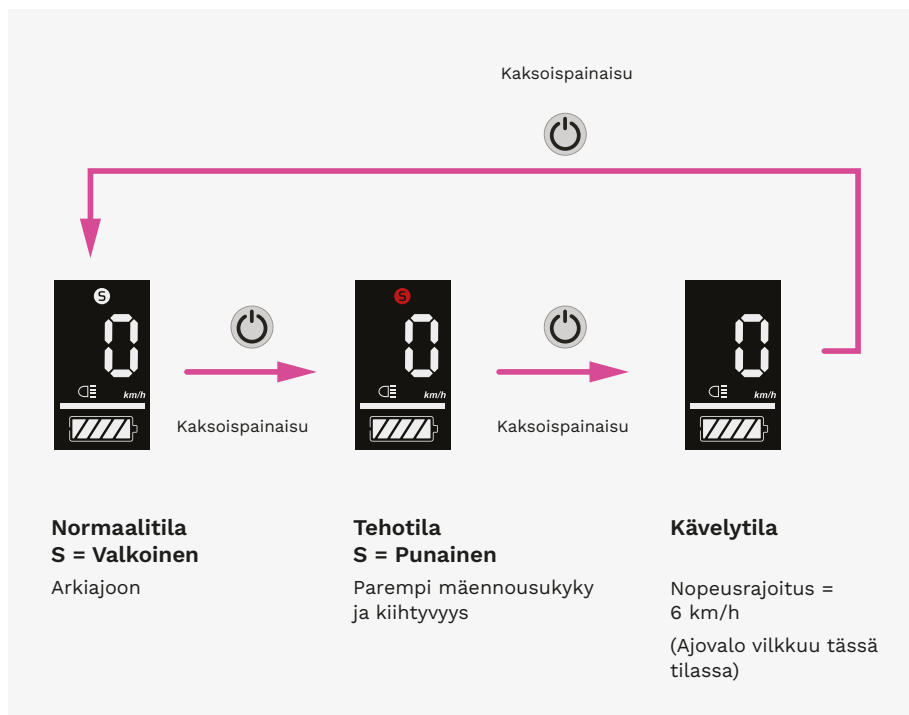 Kaksoispainaisu
S
0
km/h
Kaksoispainaisu
S
0
km/h
Kaksoispainaisu
0
km/h
Normaalitila
S = Valkoinen
Arkiajoon
Tehotila
S = Punainen
Parempi mäennousukyky
ja kiihtyvyys
Kävelytila
Nopeusrajoitus =
6 km/h
(Ajovalo vilkkuu tässä
tilassa)